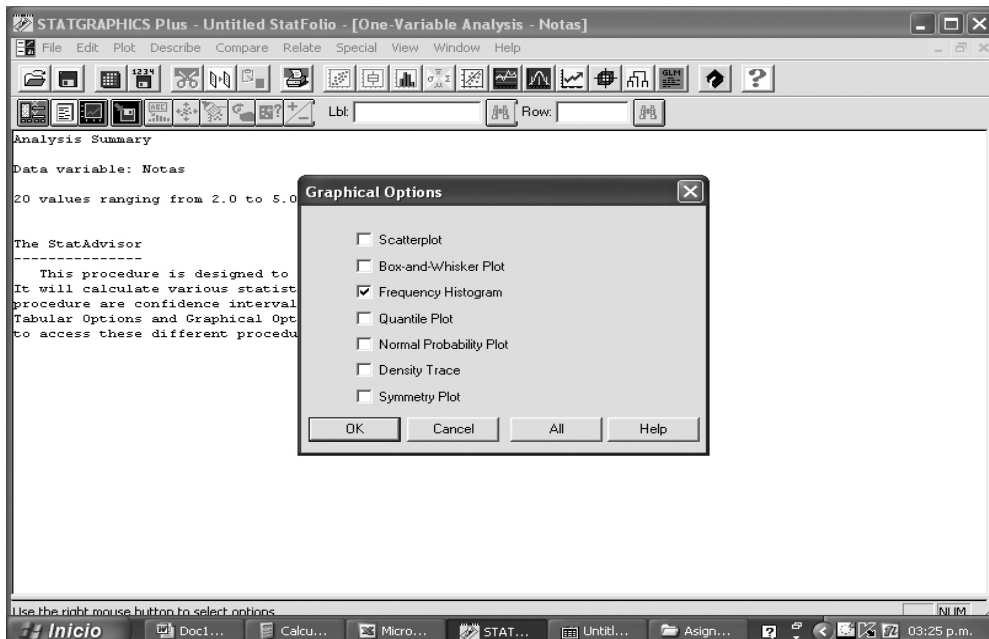 STATGRAPHICS Plus - Untitled StatFolio - [One-Variable Analysis - Notas]
File Edit Plot Describe Compare Relate Special View Window Help
1234
GLM
Lbl: Row:
Analysis Summary
Data variable: Notas
20 values ranging from 2.0 to 5.0
The StatAdvisor
---------------
This procedure is designed to
It will calculate various statist
procedure are confidence interval
Tabular Options and Graphical Opt
to access these different procedu
Graphical Options
Scatterplot
Box-and-Whisker Plot
Frequency Histogram
Quantile Plot
Normal Probability Plot
Density Trace
Symmetry Plot
OK Cancel All Help
Use the right mouse button to select options NUM
Inicio Doc1... Calcu... Micro... STAT... Untitl... Asign... 03:25 p.m.